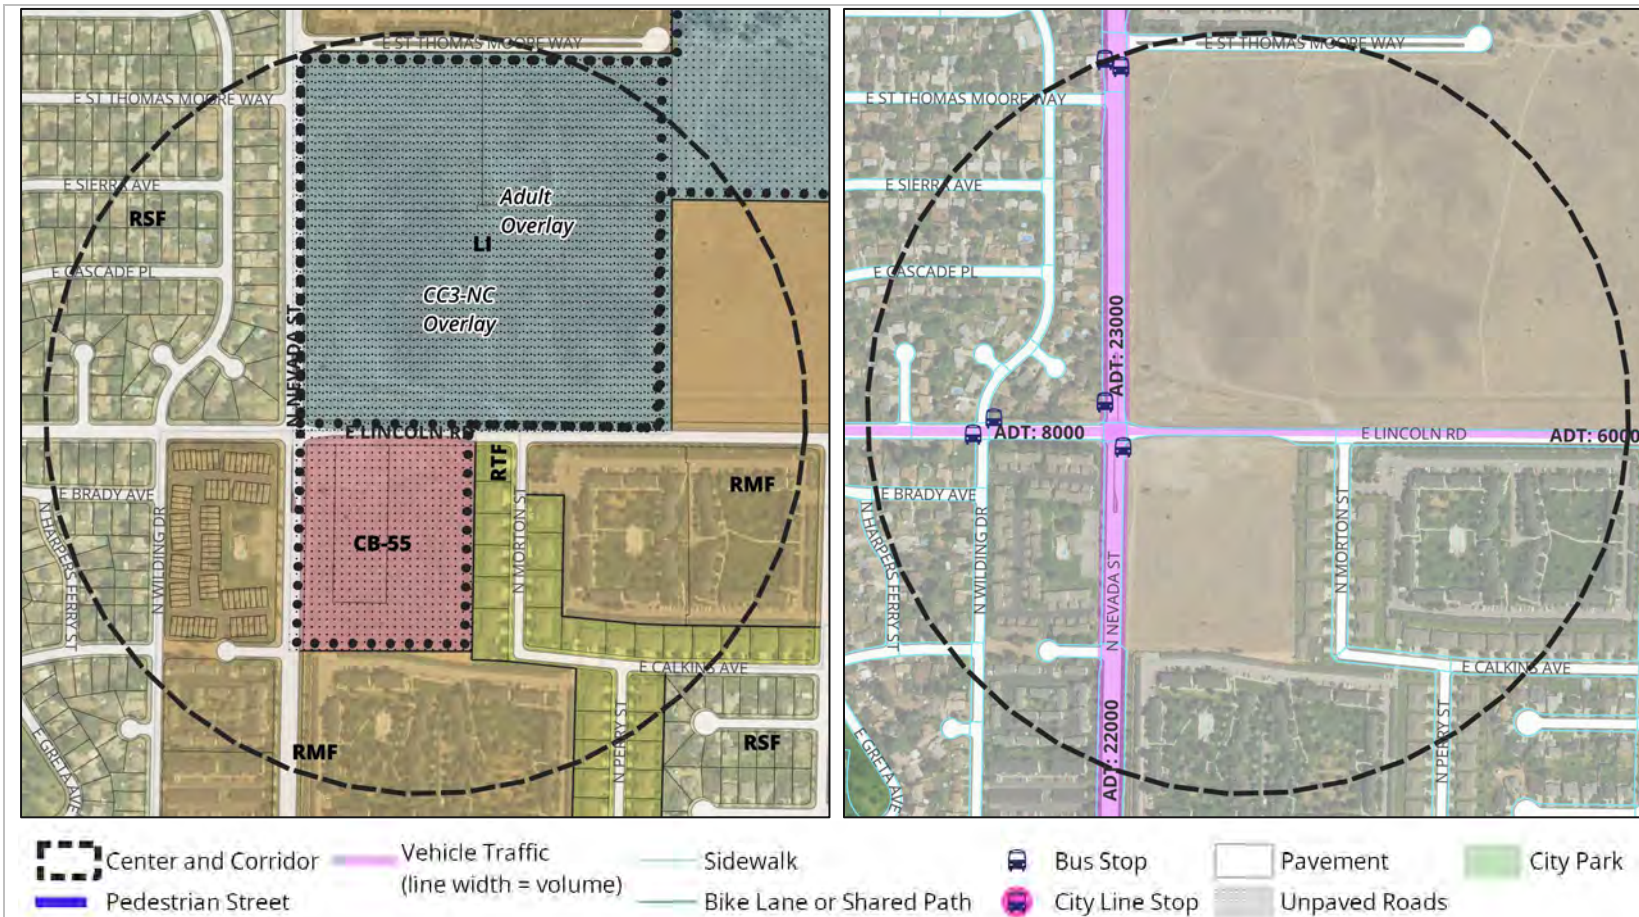 E ST THOMAS MOORE WAY
E ST THOMAS MOORE WAY
E SIERRA AVE
RSF
E CASCADE PL
N NEVADA ST
Adult
Overlay
LI
CC3-NC
Overlay
E LINCOLN RD
RTF
RMF
E BRADY AVE
N HARPERS FERRY ST
N WILDING DR
CB-55
N MORTON ST
E CALKINS AVE
N PERRY ST
RSF
RMF
E GRETA AVE
E ST THOMAS MOORE WAY
E ST THOMAS MOORE WAY
E SIERRA AVE
E CASCADE PL
ADT: 23000
ADT: 8000
E LINCOLN RD
ADT: 6000
E BRADY AVE
N HARPERS FERRY ST
N WILDING DR
N NEVADA ST
N MORTON ST
E CALKINS AVE
N PERRY ST
ADT: 22000
E GRETA AVE
Center and Corridor
Pedestrian Street
Vehicle Traffic
(line width = volume)
Sidewalk
Bike Lane or Shared Path
Bus Stop
City Line Stop
Pavement
Unpaved Roads
City Park